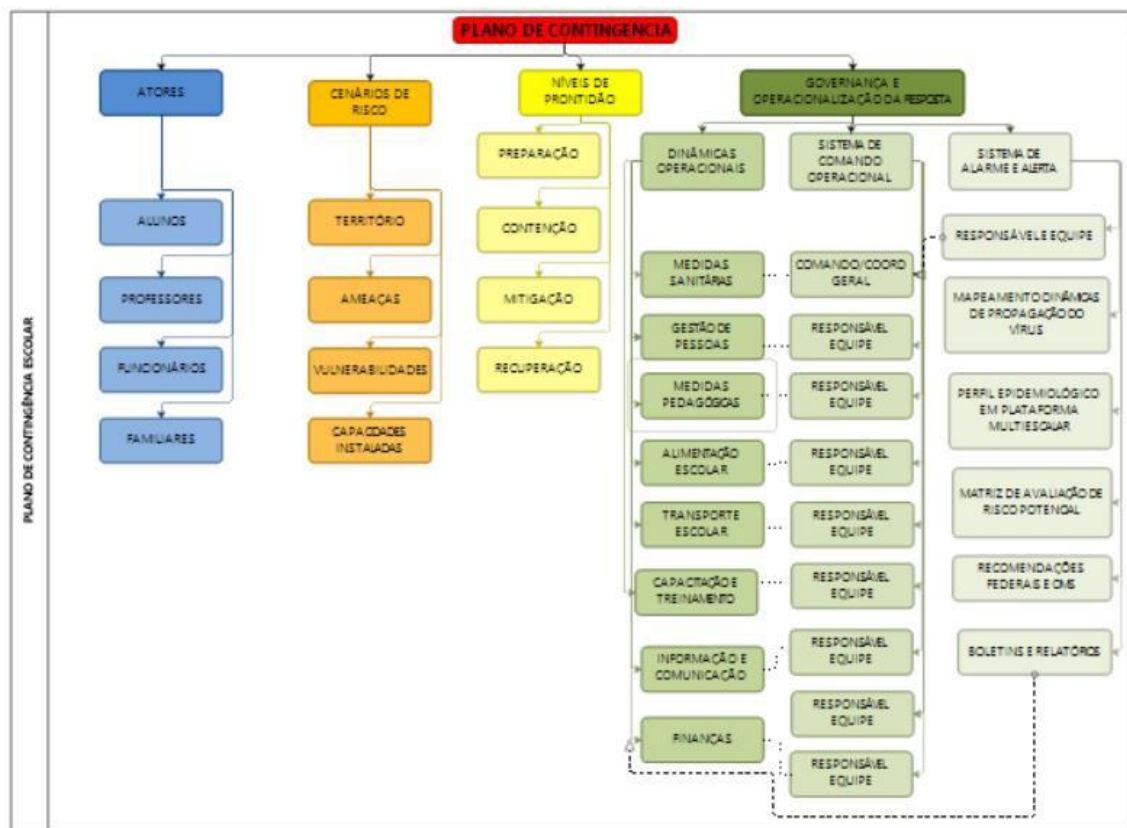 PLANO DE CONTINGÊNCIA ESCOLAR
PLANO DE CONTINGENCIA
ATORES
ALUNOS
PROFESSORES
FUNCIONÁRIOS
FAMILIARES
CENÁRIOS DE
RISCO
TERRITÓRIO
AMEAÇAS
VULNERABILIDADES
CAPACIDADES
INSTALADAS
NÍVEIS DE
PRONTIDÃO
PREPARAÇÃO
CONTENÇÃO
MITIGAÇÃO
RECUPERAÇÃO
GOVERNANÇA E
OPERACIONALIZAÇÃO DA RESPOSTA
DINÂMICAS
OPERACIONAIS
MEDIDAS
SANITÁRIAS
GESTÃO DE
PESSOAS
MEDIDAS
PEDAGÓGICAS
ALIMENTAÇÃO
ESCOLAR
TRANSPORTE
ESCOLAR
CAPACITAÇÃO E
TREINAMENTO
INFORMAÇÃO E
COMUNICAÇÃO
FINANÇAS
SISTEMA DE
COMANDO
OPERACIONAL
COMANDO/COORD
GERAL
RESPONSÁVEL
EQUIPE
RESPONSÁVEL
EQUIPE
RESPONSÁVEL
EQUIPE
RESPONSÁVEL
EQUIPE
RESPONSÁVEL
EQUIPE
RESPONSÁVEL
EQUIPE
RESPONSÁVEL
EQUIPE
RESPONSÁVEL
EQUIPE
SISTEMA DE
ALARME E ALERTA
RESPONSÁVEL E EQUIPE
MAPEAMENTO DINÂMICAS
DE PROPAGAÇÃO DO
VÍRUS
PERFIL EPIDEMIOLÓGICO
EM PLATAFORMA
MULTIESCALAR
MATRIZ DE AVALIAÇÃO DE
RISCO POTENCIAL
RECOMENDAÇÕES
FEDERAIS E OMS
BOLETINS E RELATÓRIOS